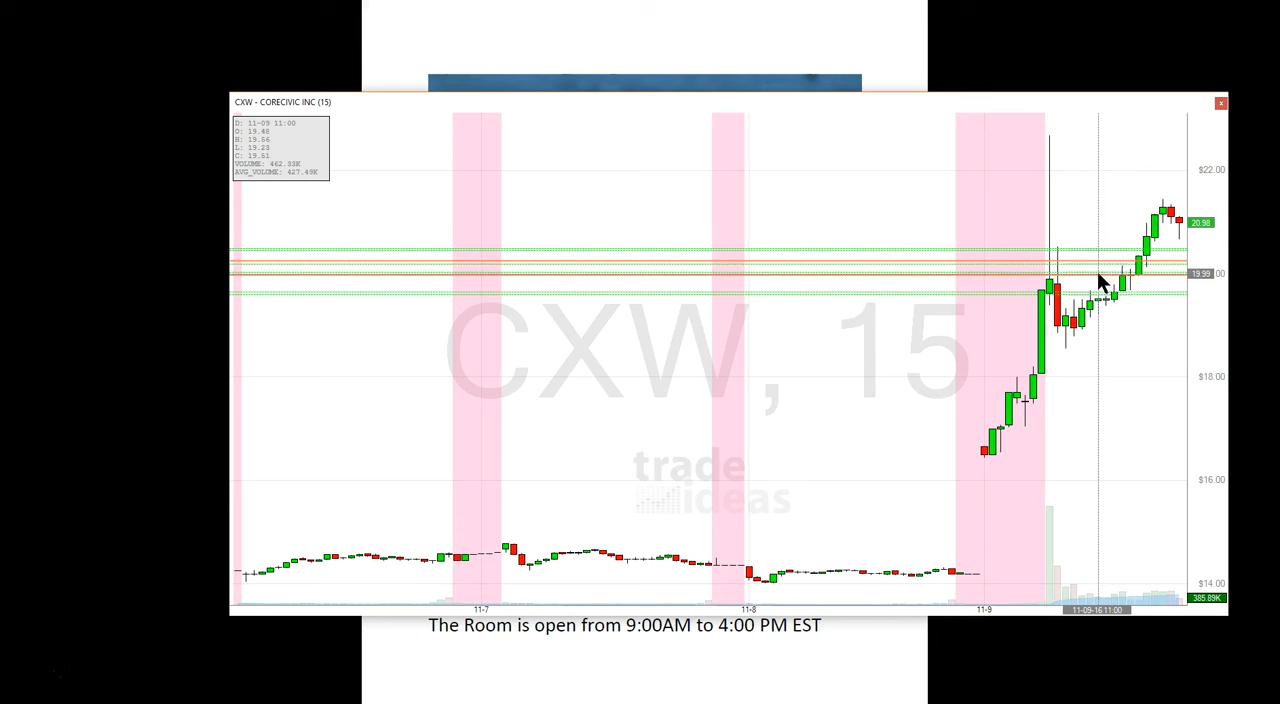 CXW - CORECIVIC INC (15)
x
D: 11-09 11:00
O: 19.48
H: 19.66
L: 19.23
C: 19.51
VOLUME: 462.33K
AVG_VOLUME: 427.49K
$22.00
20.98
19.99
00
CXW, 15
$18.00
trade
ideas
$16.00
$14.00
385.89K
11-7
11-8
11-9
11-09-16 11:00
The Room is open from 9:00AM to 4:00 PM EST